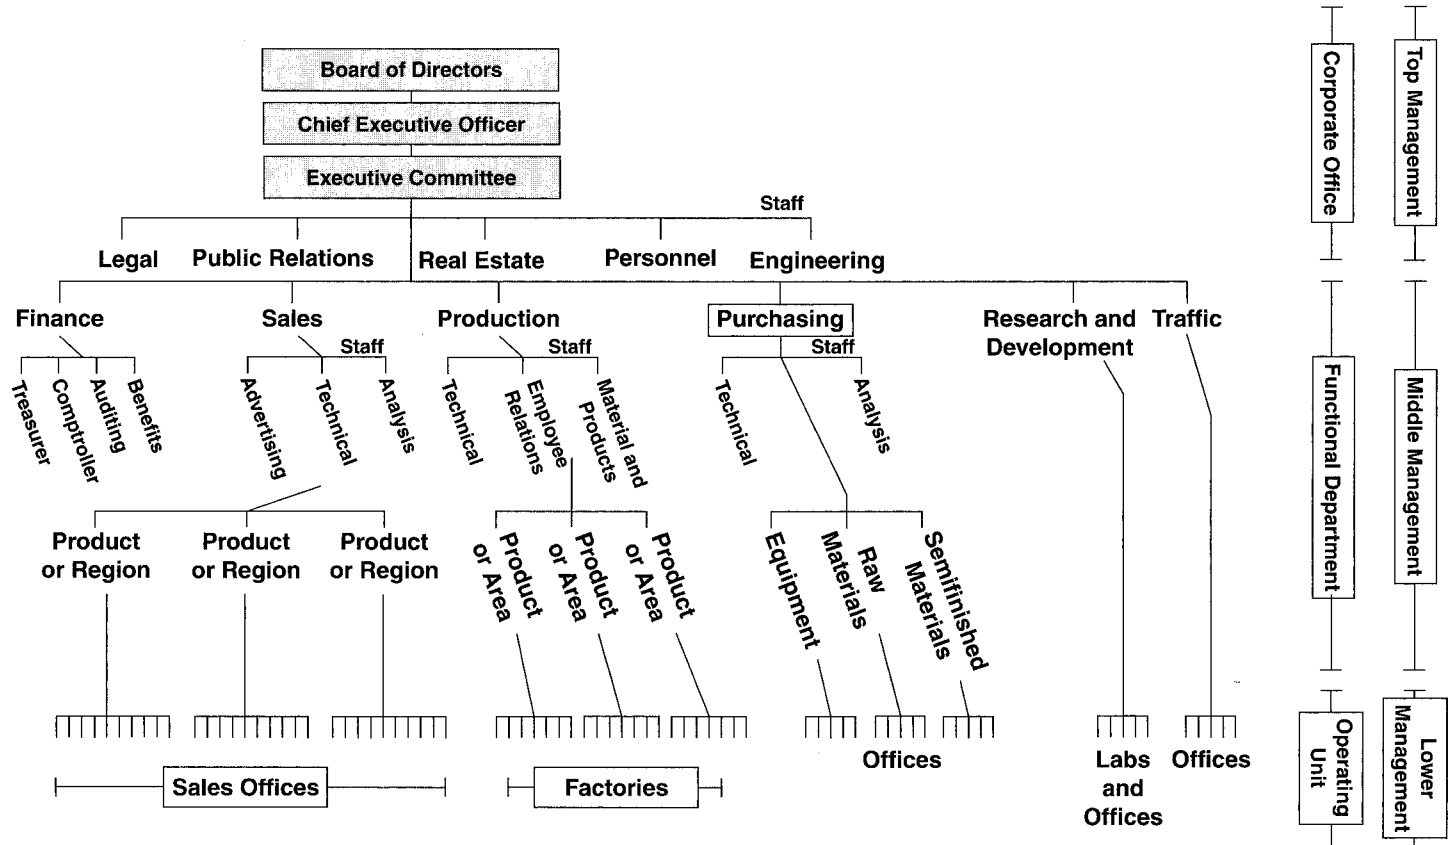 Board of Directors
Chief Executive Officer
Executive Committee
Staff
Legal
Public Relations
Real Estate
Personnel
Engineering
Finance
Sales
Production
Purchasing
Research and
Development
Traffic
Staff
Staff
Staff
Treasurer
Comptroller
Auditing
Benefits
Advertising
Technical
Analysis
Technical
Employee
Relations
Material and
Products
Technical
Analysis
Product
or Region
Product
or Region
Product
or Region
Product
or Area
Product
or Area
Product
or Area
Equipment
Raw
Materials
Semifinished
Materials
Sales Offices
Factories
Offices
Labs
and
Offices
Offices
Corporate Office
Top Management
Functional Department
Middle Management
Operating
Unit
Lower
Management